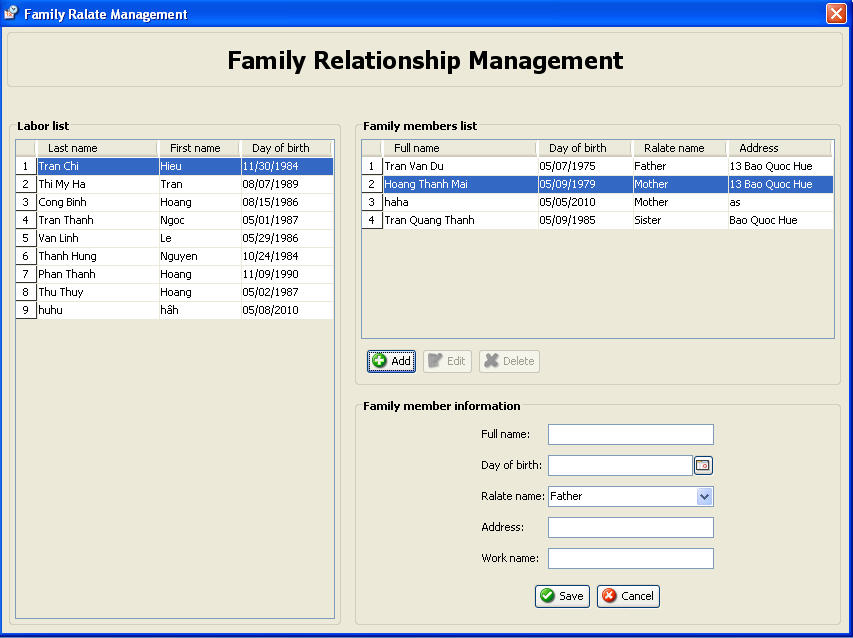 Family Ralate Management
Family Relationship Management
Labor list
Last name First name Day of birth
1 Tran Chi Hieu 11/30/1984
2 Thi My Ha Tran 08/07/1989
3 Cong Binh Hoang 08/15/1986
4 Tran Thanh Ngoc 05/01/1987
5 Van Linh Le 05/29/1986
6 Thanh Hung Nguyen 10/24/1984
7 Phan Thanh Hoang 11/09/1990
8 Thu Thuy Hoang 05/02/1987
9 huhu hâh 05/08/2010
Family members list
Full name Day of birth Ralate name Address
1 Tran Van Du 05/07/1975 Father 13 Bao Quoc Hue
2 Hoang Thanh Mai 05/09/1979 Mother 13 Bao Quoc Hue
3 haha 05/05/2010 Mother as
4 Tran Quang Thanh 05/09/1985 Sister Bao Quoc Hue
Add Edit Delete
Family member information
Full name:
Day of birth:
Ralate name: Father
Address:
Work name:
Save Cancel